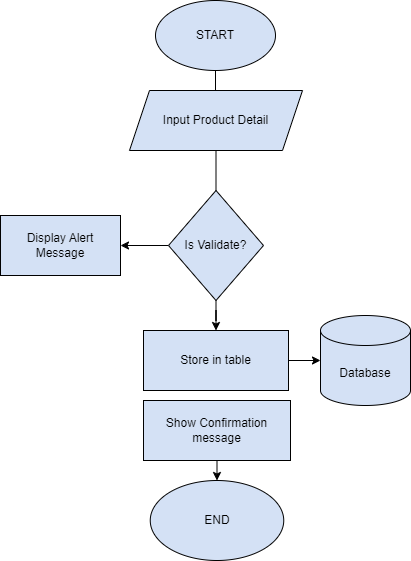 START
Input Product Detail
Is Validate?
Display Alert
Message
Store in table
Database
Show Confirmation
message
END